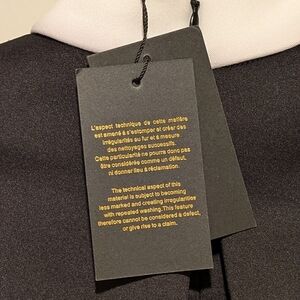 L'aspect technique de cette matière
est amené à s'estomper et créer des
irrégularités au fur et à mesure
des nettoyages successifs.
Cette particularité ne pourra donc pas
être considérée comme un défaut,
ni donner lieu à réclamation.
The technical aspect of this
material is subject to becoming
less marked and creating irregularities
with repeated washing.This feature
therefore cannot be considered a defect,
or give rise to a claim.